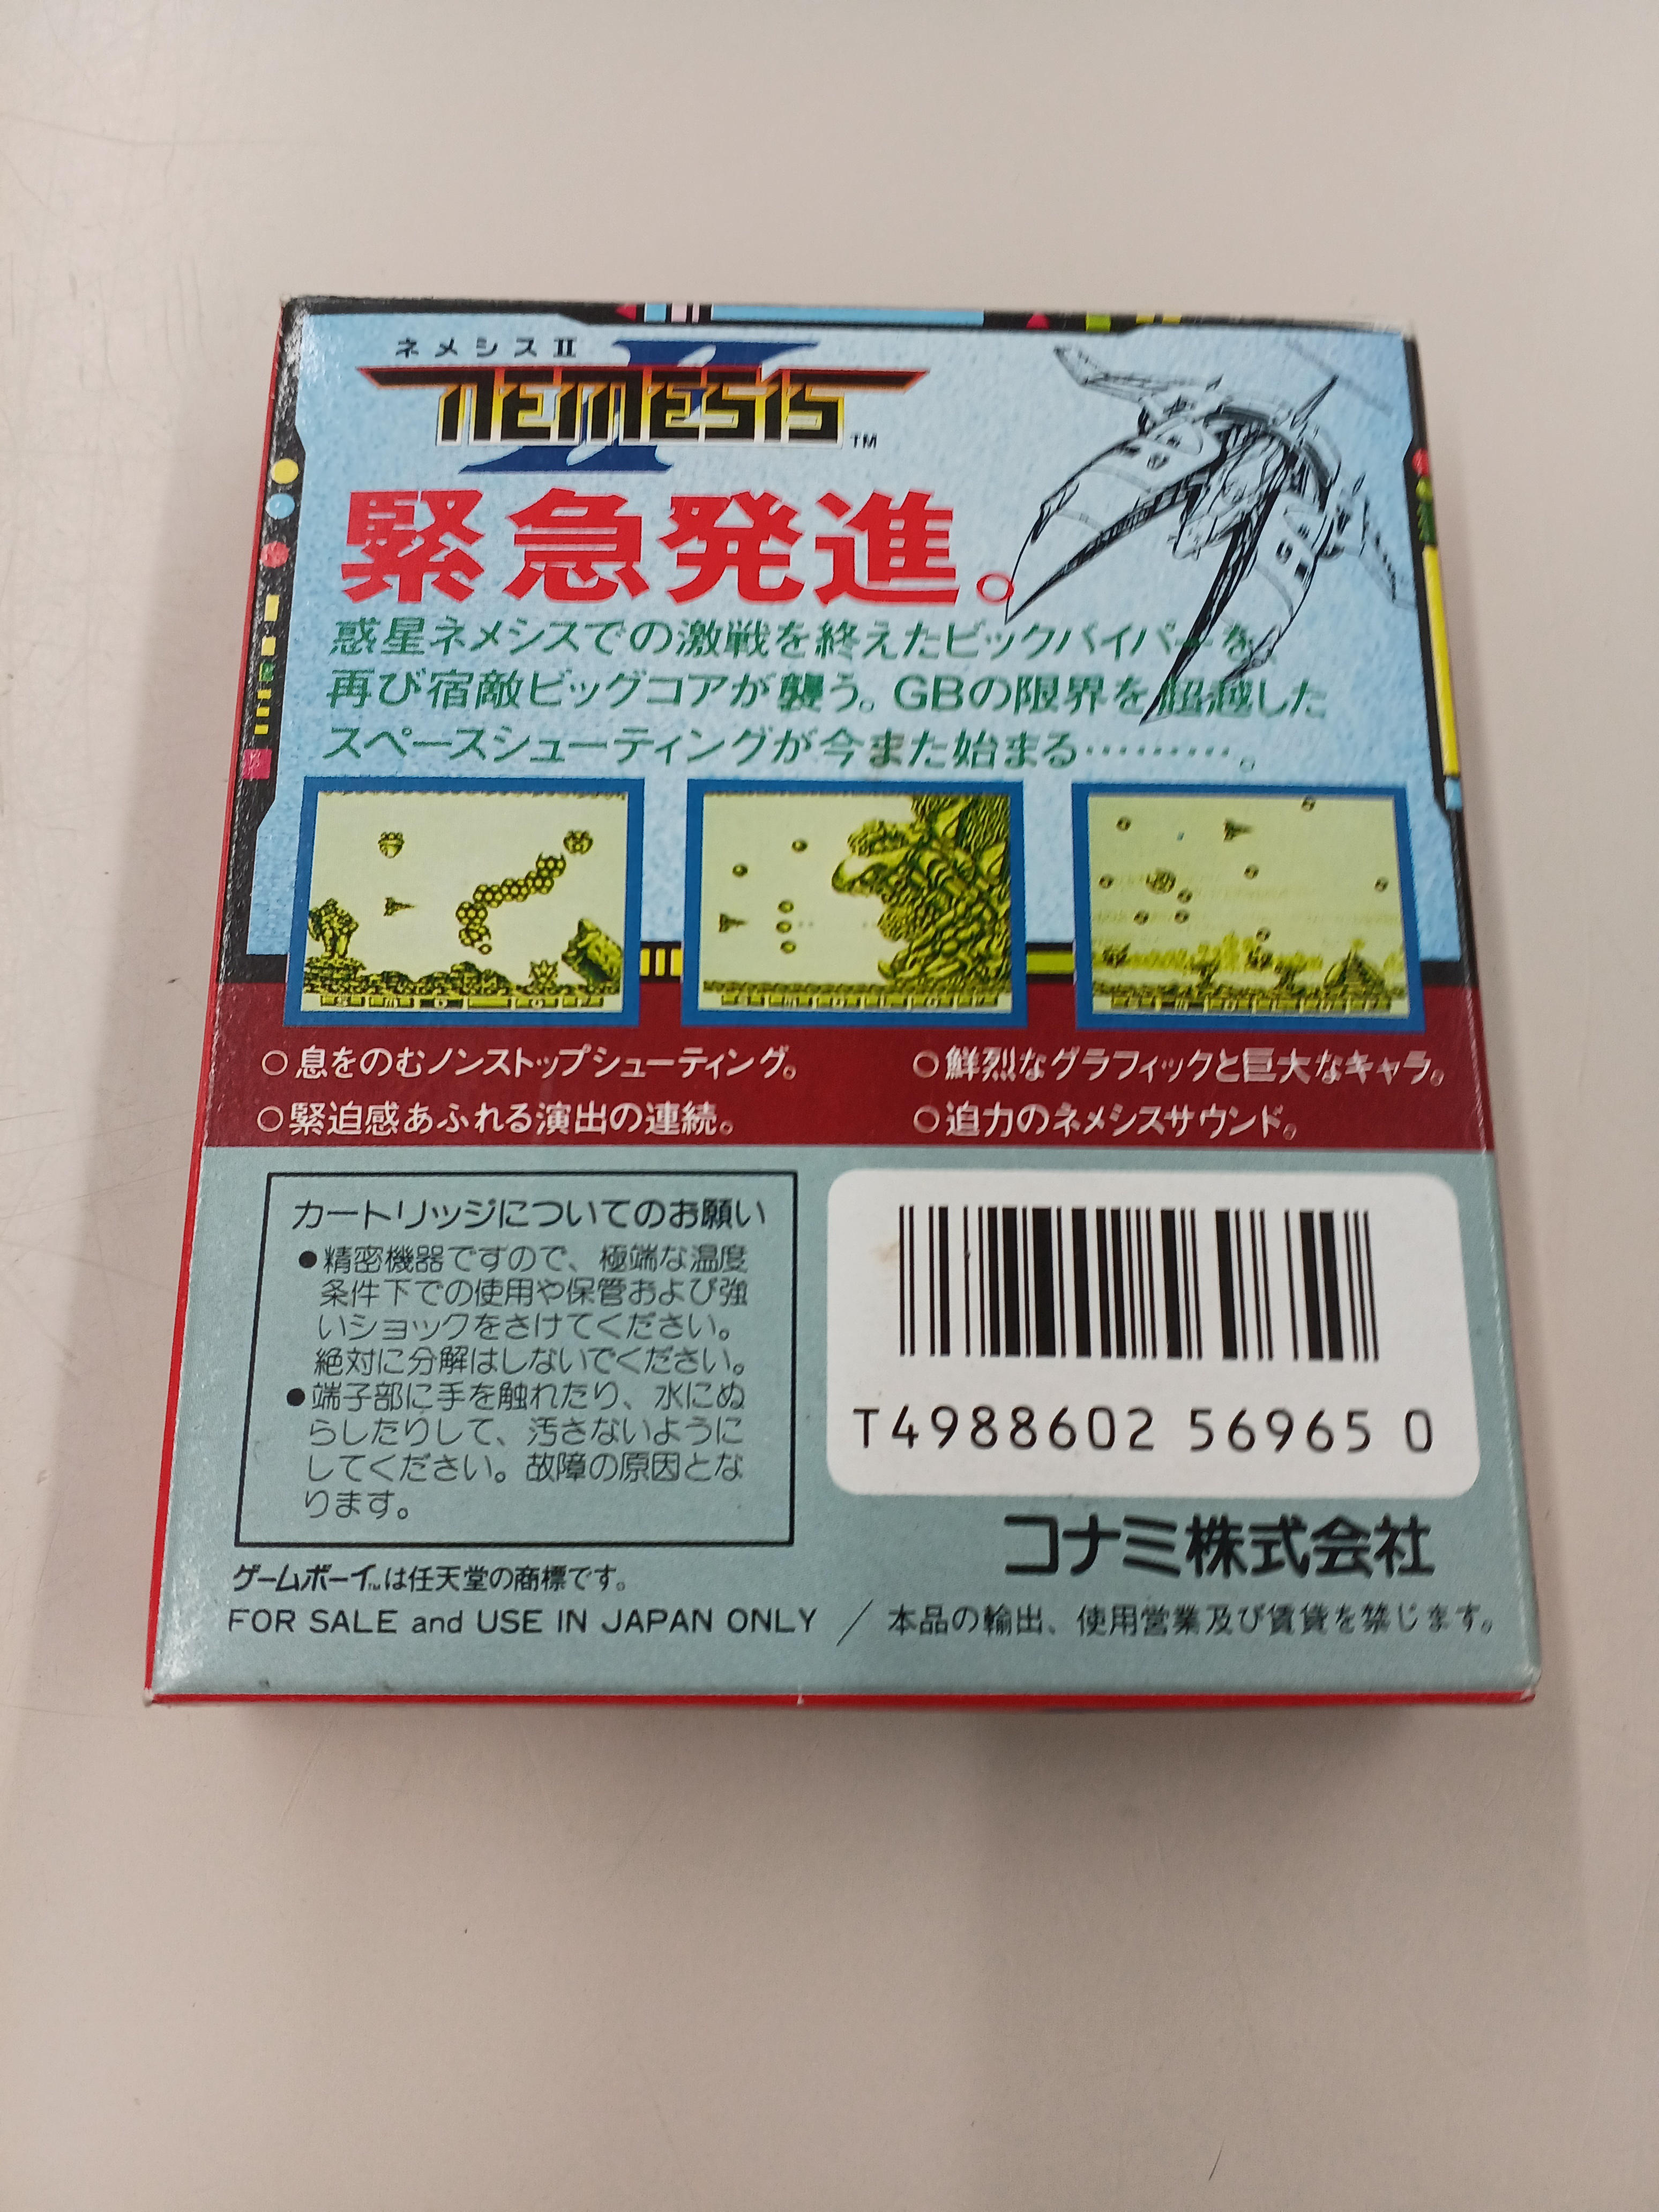 ネメシスII
NEMESIS II ™
緊急発進。
惑星ネメシスでの激戦を終えたビックバイパーを、
再び宿敵ビッグコアが襲う。GBの限界を超越した
スペースシューティングが今また始まる………。
○息をのむノンストップシューティング。
○緊迫感あふれる演出の連続。
○鮮烈なグラフィックと巨大なキャラ。
○迫力のネメシスサウンド。
カートリッジについてのお願い
●精密機器ですので、極端な温度
条件下での使用や保管および強
いショックをさけてください。
絶対に分解はしないでください。
●端子部に手を触れたり、水にぬ
らしたりして、汚さないように
してください。故障の原因とな
ります。
T4988602 56965 0
コナミ株式会社
ゲームボーイ™は任天堂の商標です。
FOR SALE and USE IN JAPAN ONLY / 本品の輸出、使用営業及び賃貸を禁じます。